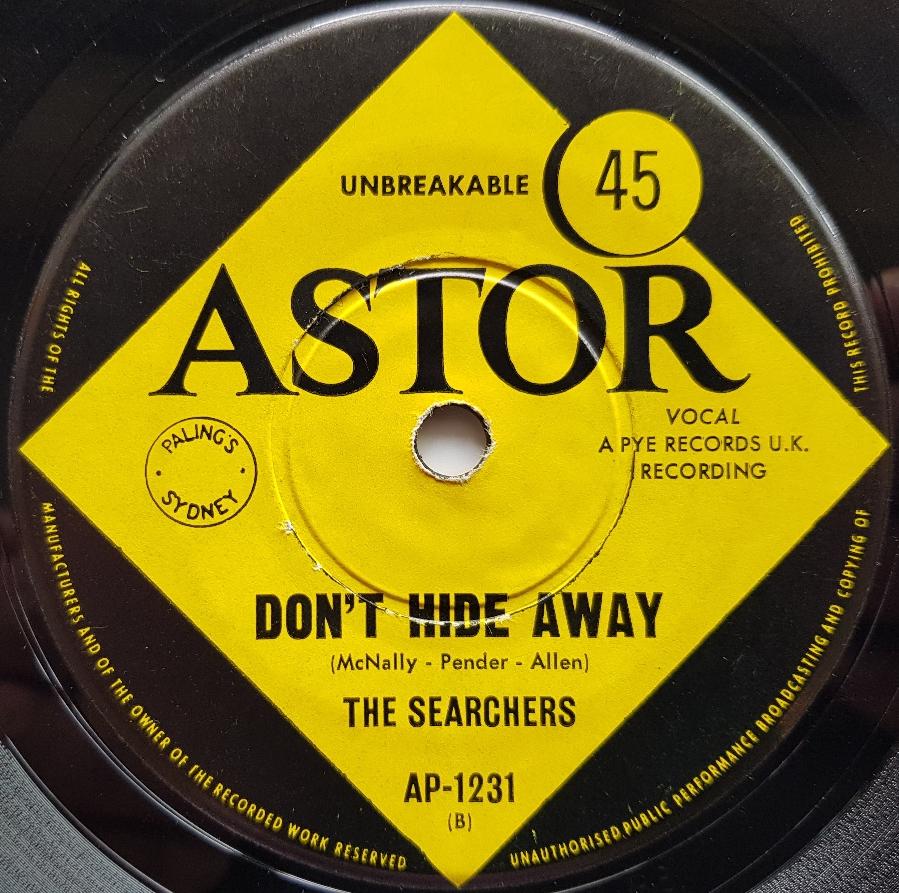 UNBREAKABLE
45
ASTOR
PALING'S
SYDNEY
VOCAL
A PYE RECORDS U.K.
RECORDING
DON'T HIDE AWAY
(McNally - Pender - Allen)
THE SEARCHERS
AP-1231
(B)
ALL RIGHTS OF THE
MANUFACTURERS AND OF THE OWNER OF THE RECORDED WORK RESERVED
UNAUTHORISED PUBLIC PERFORMANCE BROADCASTING AND COPYING OF
THIS RECORD PROHIBITED